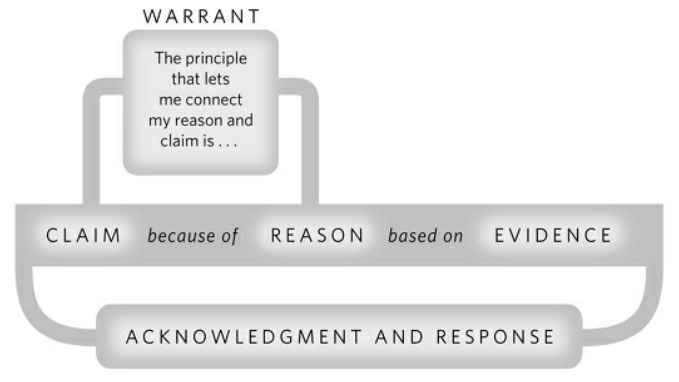 WARRANT
The principle
that lets
me connect
my reason and
claim is . . .
CLAIM because of REASON based on EVIDENCE
ACKNOWLEDGMENT AND RESPONSE